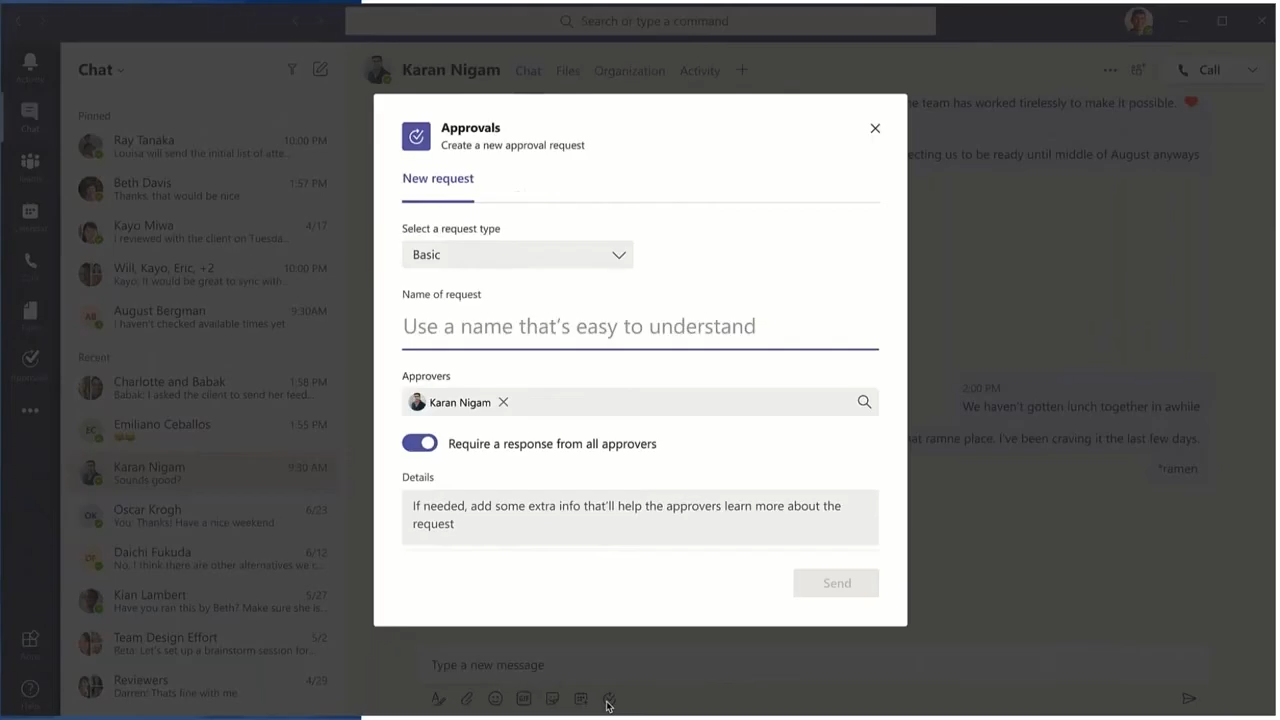 Search or type a command
Chat
Karan Nigam
Chat
Files
Organization
Activity
Call
Pinned
Ray Tanaka
10:00 PM
Louisa will send the initial list of atte...
Beth Davis
1:57 PM
Thanks, that would be nice
Kayo Miwa
4/17
I reviewed with the client on Tuesda...
Will, Kayo, Eric, +2
10:00 PM
Kayo: It would be great to sync with...
AB
August Bergman
9:30AM
I haven't checked available times yet
Recent
Charlotte and Babak
1:58 PM
Babak: I asked the client to send her feed...
EC
Emiliano Ceballos
1:55 PM
Karan Nigam
9:30 AM
Sounds good?
Oscar Krogh
6/23
You: Thanks! Have a nice weekend
Daichi Fukuda
6/12
No, I think there are other alternatives we c...
Kian Lambert
5/27
Have you ran this by Beth? Make sure she is...
Team Design Effort
5/2
Reta: Let's set up a brainstorm session for...
Reviewers
4/29
Darren: Thats fine with me
Approvals
Create a new approval request
New request
Select a request type
Basic
Name of request
Use a name that's easy to understand
Approvers
Karan Nigam
Require a response from all approvers
Details
If needed, add some extra info that'll help the approvers learn more about the
request
Send
e team has worked tirelessly to make it possible.
ecting us to be ready until middle of August anyways
2:00 PM
We haven't gotten lunch together in awhile
hat ramne place. I've been craving it the last few days.
*ramen
Type a new message
GIF